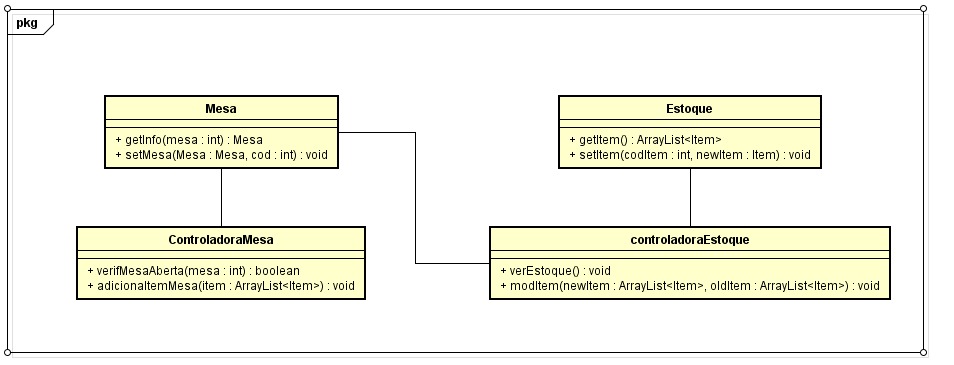 pkg
Mesa
+ getInfo(mesa : int) : Mesa
+ setMesa(Mesa : Mesa, cod : int) : void
Estoque
+ getItem() : ArrayList<Item>
+ setItem(codItem : int, newItem : Item) : void
ControladoraMesa
+ verifMesaAberta(mesa : int) : boolean
+ adicionaItemMesa(item : ArrayList<Item>) : void
controladoraEstoque
+ verEstoque() : void
+ modItem(newItem : ArrayList<Item>, oldItem : ArrayList<Item>) : void